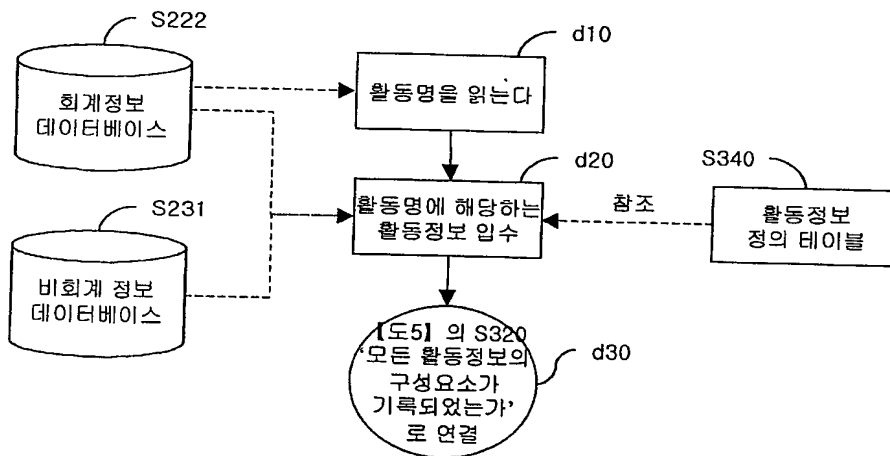 S222
회계정보
데이터베이스
d10
활동명을 읽는다
d20
활동명에 해당하는
활동정보 입수
S340
참조
활동정보
정의 테이블
S231
비회계 정보
데이터베이스
【도5】의 S320
'모든 활동정보의
구성요소가
기록되었는가'
로 연결
d30